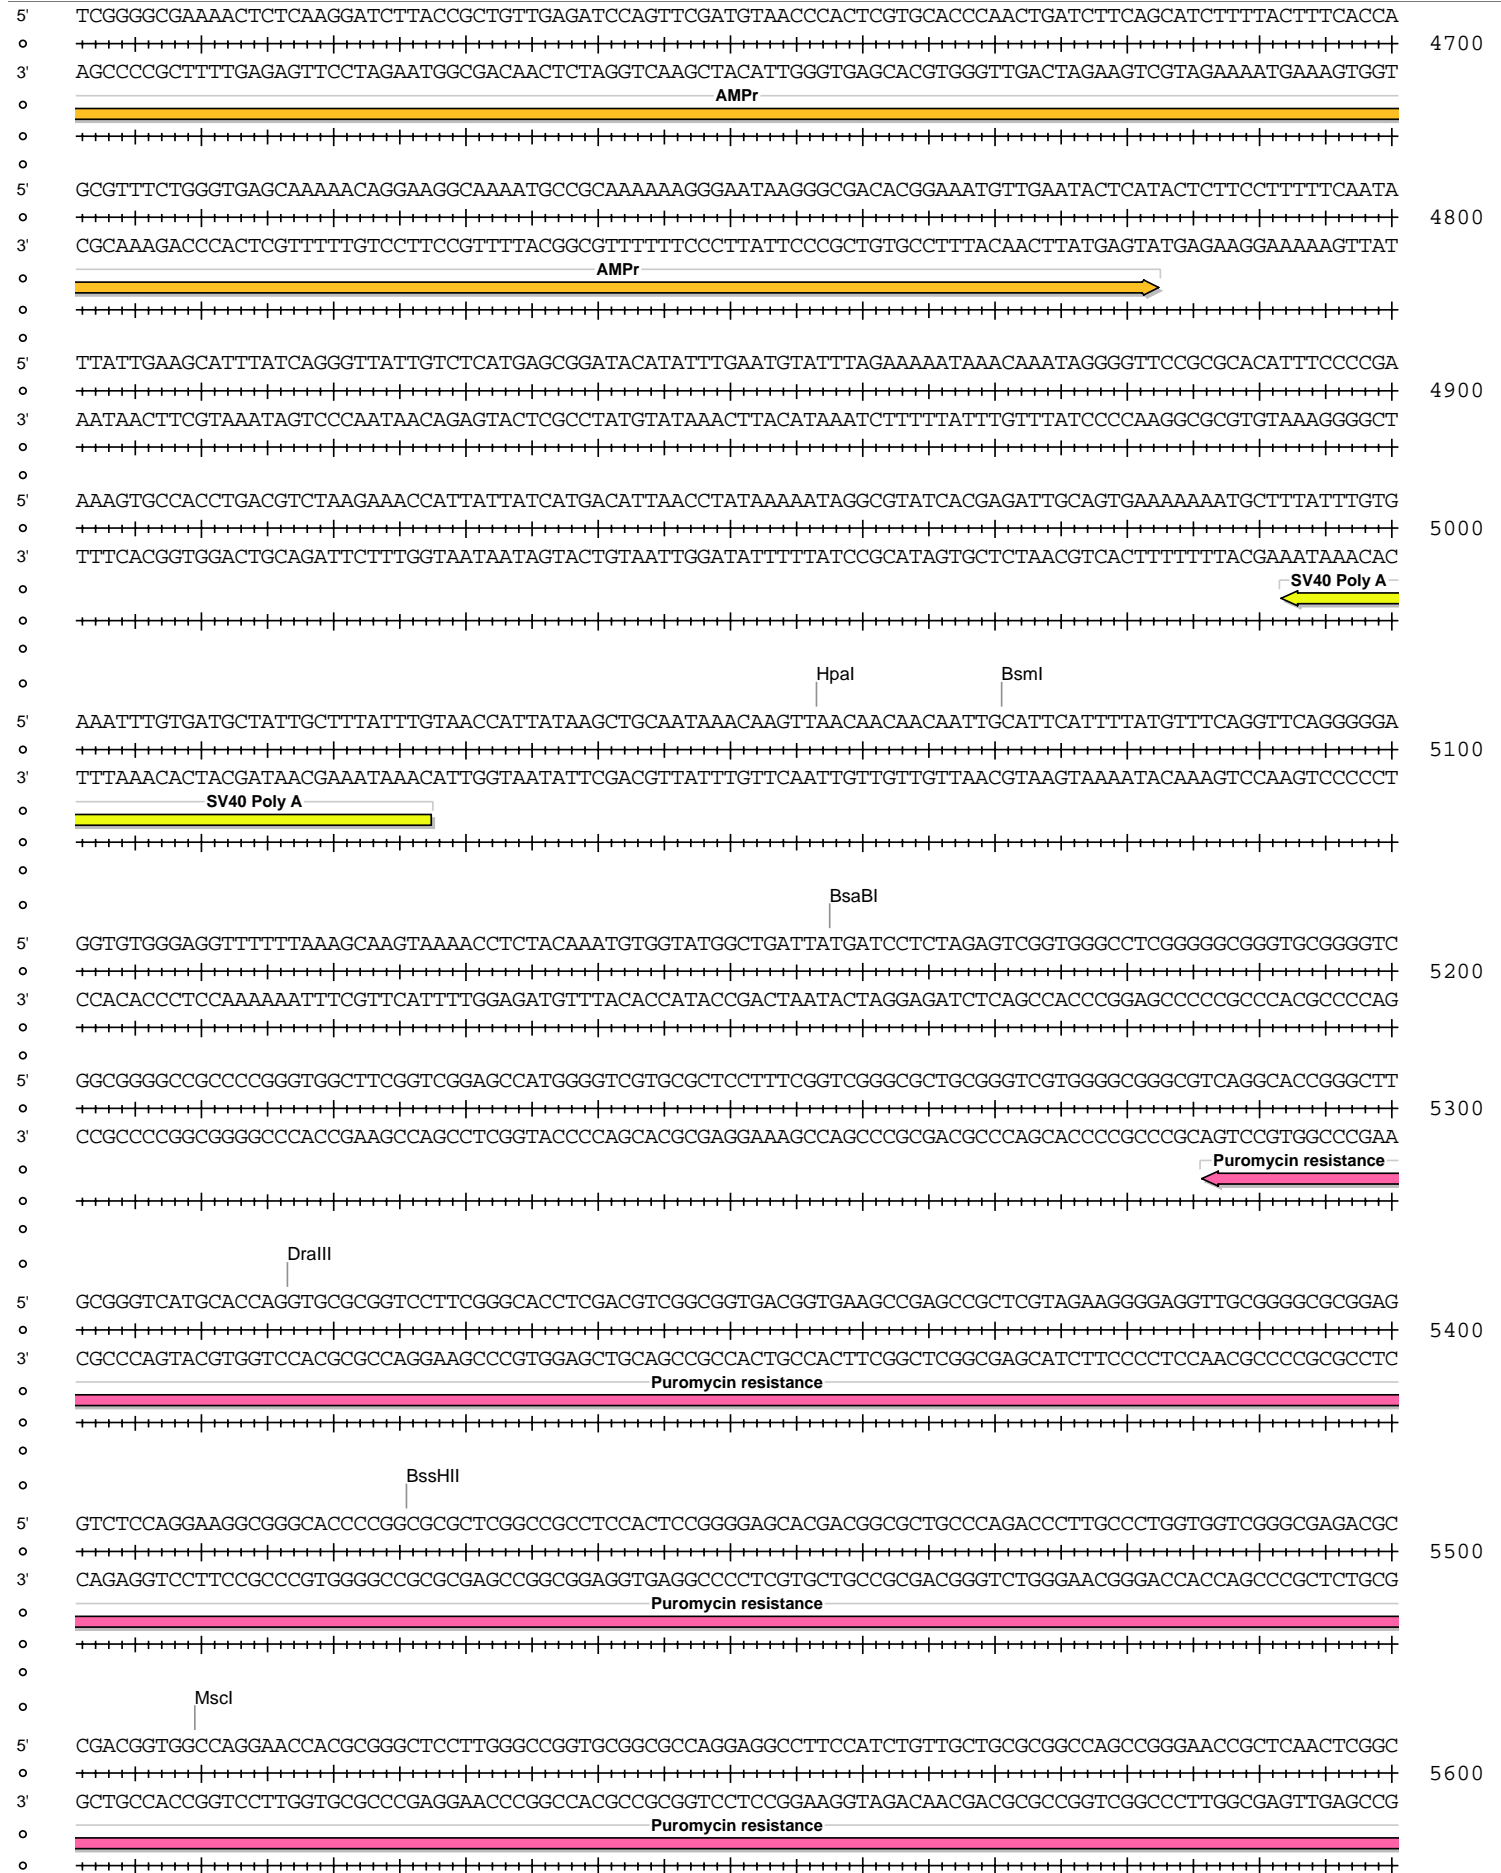 5' TCGGGGCGAAAACTCTCAAGGATCTTACCGCTGTTGAGATCCAGTTCGATGTAACCCACTCGTGCACCCAACTGATCTTCAGCATCTTTTACTTTCACCA
4700
3' AGCCCCGCTTTTGAGAGTTCCTAGAATGGCGACAACTCTAGGTCAAGCTACATTGGGTGAGCACGTGGGTTGACTAGAAGTCGTAGAAAATGAAAGTGGT
AMPr
5' GCGTTTCTGGGTGAGCAAAAACAGGAAGGCAAAATGCCGCAAAAAAGGGAATAAGGGCGACACGGAAATGTTGAATACTCATACTCTTCCTTTTTCAATA
4800
3' CGCAAAGACCCACTCGTTTTTGTCCTTCCGTTTTACGGCGTTTTTTCCCTTATTCCCGCTGTGCCTTTACAACTTATGAGTATGAGAAGGAAAAAGTTAT
AMPr
5' TTATTGAAGCATTTATCAGGGTTATTGTCTCATGAGCGGATACATATTTGAATGTATTTAGAAAAATAAACAAATAGGGGTTCCGCGCACATTTCCCCGA
4900
3' AATAACTTCGTAAATAGTCCCAATAACAGAGTACTCGCCTATGTATAAACTTACATAAATCTTTTTATTTGTTTATCCCCAAGGCGCGTGTAAAGGGGCT
5' AAAGTGCCACCTGACGTCTAAGAAACCATTATTATCATGACATTAACCTATAAAAATAGGCGTATCACGAGATTGCAGTGAAAAAAATGCTTTATTTGTG
5000
3' TTTCACGGTGGACTGCAGATTCTTTGGTAATAATAGTACTGTAATTGGATATTTTTATCCGCATAGTGCTCTAACGTCACTTTTTTTACGAAATAAACAC
SV40 Poly A
HpaI BsmI
5' AAATTTGTGATGCTATTGCTTTATTTGTAACCATTATAAGCTGCAATAAACAAGTTAACAACAACAATTGCATTCATTTTATGTTTCAGGTTCAGGGGGA
5100
3' TTTAAACACTACGATAACGAAATAAACATTGGTAATATTCGACGTTATTTGTTCAATTGTTGTTGTTAACGTAAGTAAAATACAAAGTCCAAGTCCCCCT
SV40 Poly A
BsaBI
5' GGTGTGGGAGGTTTTTTAAAGCAAGTAAAACCTCTACAAATGTGGTATGGCTGATTATGATCCTCTAGAGTCGGTGGGCCTCGGGGGCGGGTGCGGGGTC
5200
3' CCACACCCTCCAAAAAATTTCGTTCATTTTGGAGATGTTTACACCATACCGACTAATACTAGGAGATCTCAGCCACCCGGAGCCCCCGCCCACGCCCCAG
5' GGCGGGGCCGCCCCGGGTGGCTTCGGTCGGAGCCATGGGGTCGTGCGCTCCTTTCGGTCGGGCGCTGCGGGTCGTGGGGCGGGCGTCAGGCACCGGGCTT
5300
3' CCGCCCCGGCGGGGCCCACCGAAGCCAGCCTCGGTACCCCAGCACGCGAGGAAAGCCAGCCCGCGACGCCCAGCACCCCGCCCGCAGTCCGTGGCCCGAA
Puromycin resistance
DraIII
5' GCGGGTCATGCACCAGGTGCGCGGTCCTTCGGGCACCTCGACGTCGGCGGTGACGGTGAAGCCGAGCCGCTCGTAGAAGGGGAGGTTGCGGGGCGCGGAG
5400
3' CGCCCAGTACGTGGTCCACGCGCCAGGAAGCCCGTGGAGCTGCAGCCGCCACTGCCACTTCGGCTCGGCGAGCATCTTCCCCTCCAACGCCCCGCGCCTC
Puromycin resistance
BssHII
5' GTCTCCAGGAAGGCGGGCACCCCGGCGCGCTCGGCCGCCTCCACTCCGGGGAGCACGACGGCGCTGCCCAGACCCTTGCCCTGGTGGTCGGGCGAGACGC
5500
3' CAGAGGTCCTTCCGCCCGTGGGGCCGCGCGAGCCGGCGGAGGTGAGGCCCCTCGTGCTGCCGCGACGGGTCTGGGAACGGGACCACCAGCCCGCTCTGCG
Puromycin resistance
MscI
5' CGACGGTGGCCAGGAACCACGCGGGCTCCTTGGGCCGGTGCGGCGCCAGGAGGCCTTCCATCTGTTGCTGCGCGGCCAGCCGGGAACCGCTCAACTCGGC
5600
3' GCTGCCACCGGTCCTTGGTGCGCCCGAGGAACCCGGCCACGCCGCGGTCCTCCGGAAGGTAGACAACGACGCGCCGGTCGGCCCTTGGCGAGTTGAGCCG
Puromycin resistance